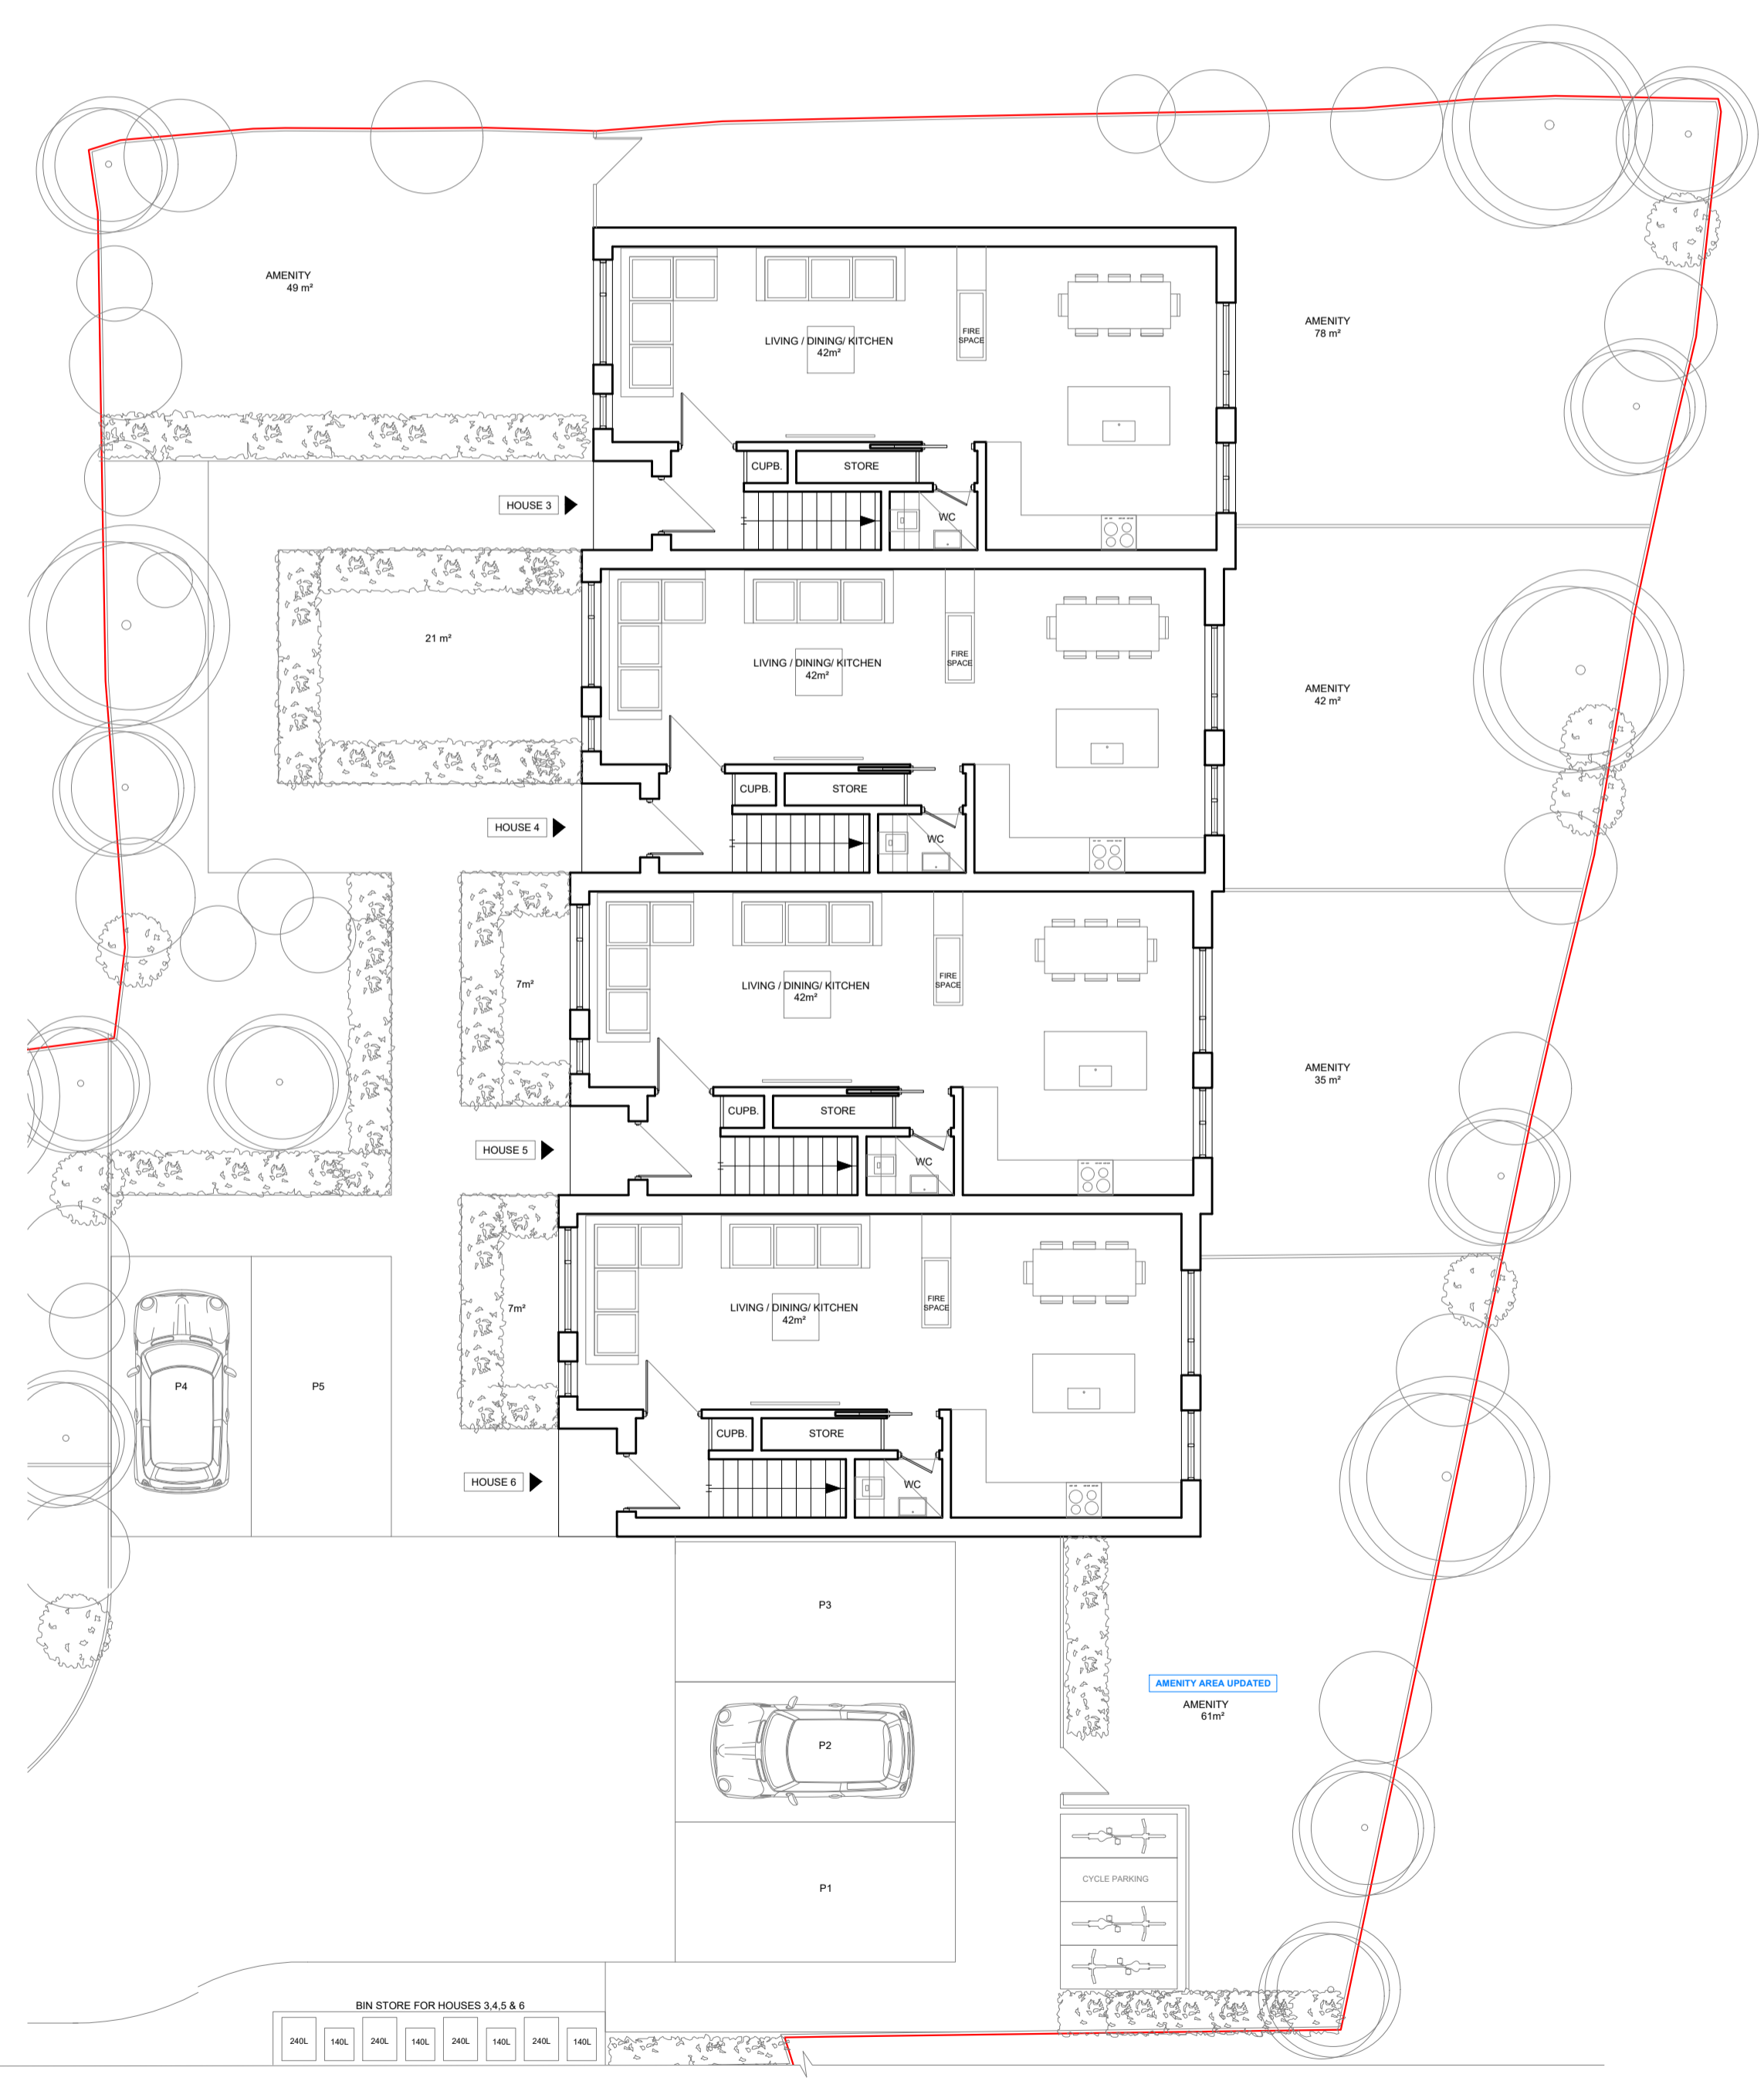 AMENITY
49 m²
AMENITY
78 m²
LIVING / DINING/ KITCHEN
42m²
FIRE
SPACE
CUPB.
STORE
HOUSE 3
WC
21 m²
LIVING / DINING/ KITCHEN
42m²
FIRE
SPACE
AMENITY
42 m²
CUPB.
STORE
HOUSE 4
WC
7m²
LIVING / DINING/ KITCHEN
42m²
FIRE
SPACE
AMENITY
35 m²
CUPB.
STORE
HOUSE 5
WC
7m²
LIVING / DINING/ KITCHEN
42m²
FIRE
SPACE
P4
P5
CUPB.
STORE
HOUSE 6
WC
P3
AMENITY AREA UPDATED
AMENITY
61m²
P2
CYCLE PARKING
P1
BIN STORE FOR HOUSES 3,4,5 & 6
240L 140L 240L 140L 240L 140L 240L 140L